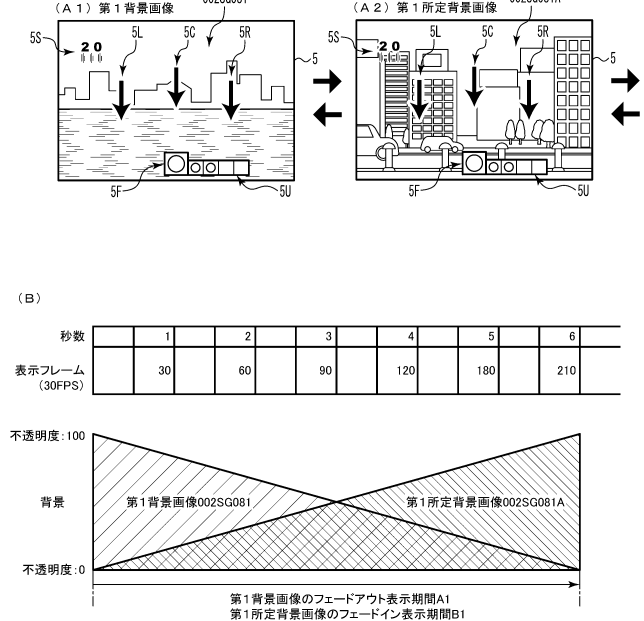 (A1)第1背景画像
(A2)第1所定背景画像
5S
20
5L
5C
5R
5
5F
5U
5S
20
5L
5C
5R
5
5F
5U
(B)
秒数 1 2 3 4 5 6
表示フレーム 30 60 90 120 180 210
(30FPS)
不透明度:100
背景 第1背景画像002SG081 第1所定背景画像002SG081A
不透明度:0
第1背景画像のフェードアウト表示期間A1
第1所定背景画像のフェードイン表示期間B1